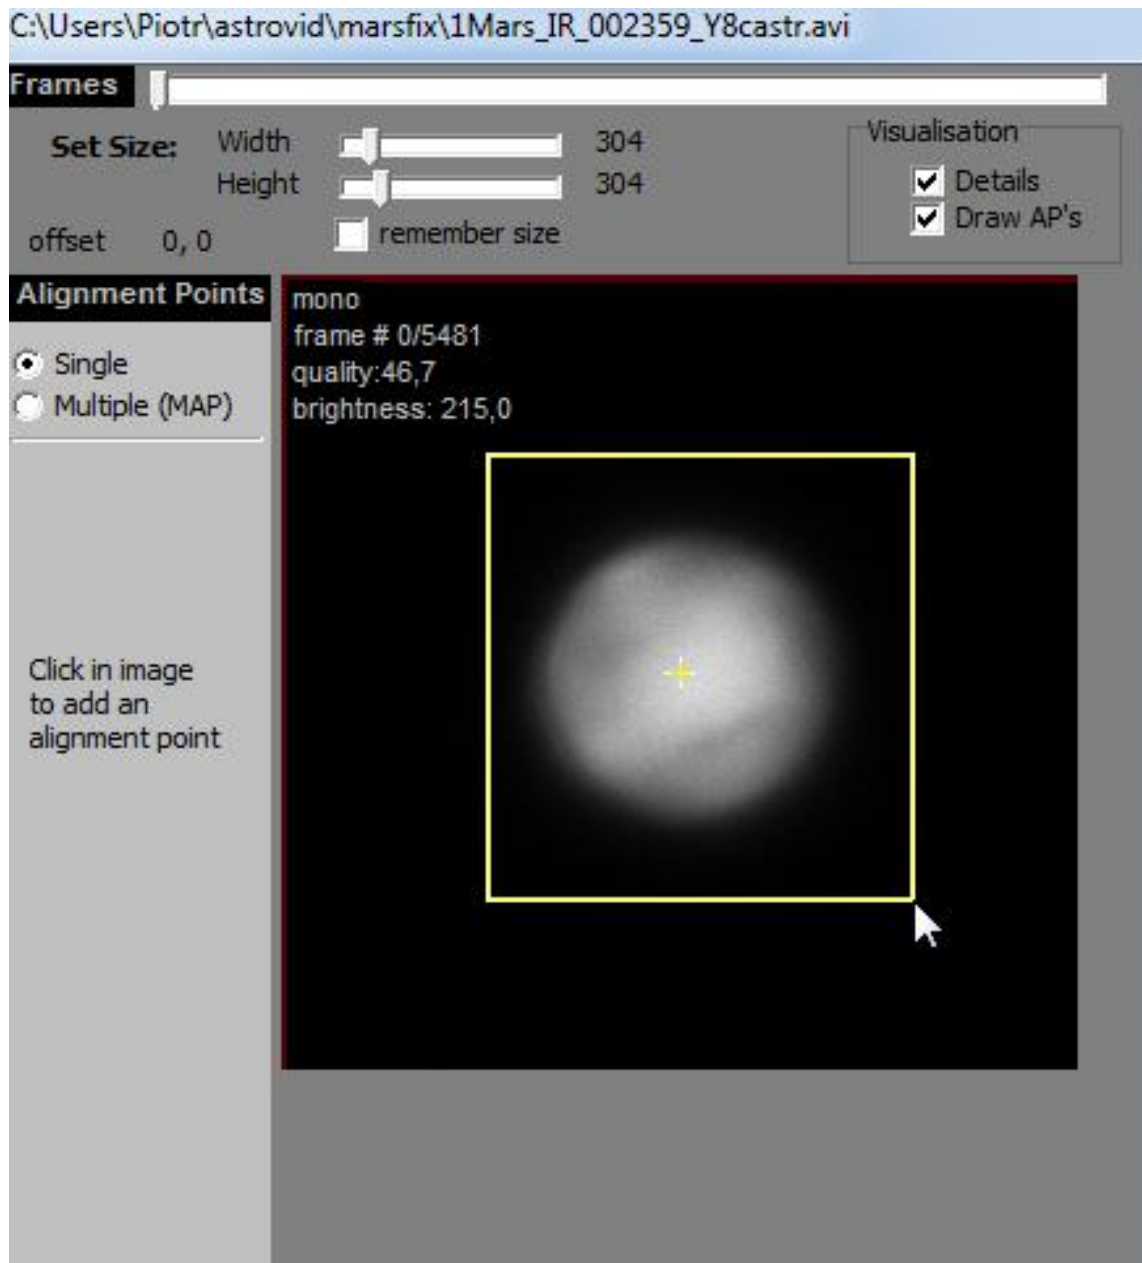 C:\Users\Piotr\astrovid\marsfix\1Mars_IR_002359_Y8castr.avi
Frames
Set Size: Width 304
Height 304
offset 0, 0
remember size
Visualisation
Details
Draw AP's
Alignment Points
Single
Multiple (MAP)
Click in image
to add an
alignment point
mono
frame # 0/5481
quality:46,7
brightness: 215,0